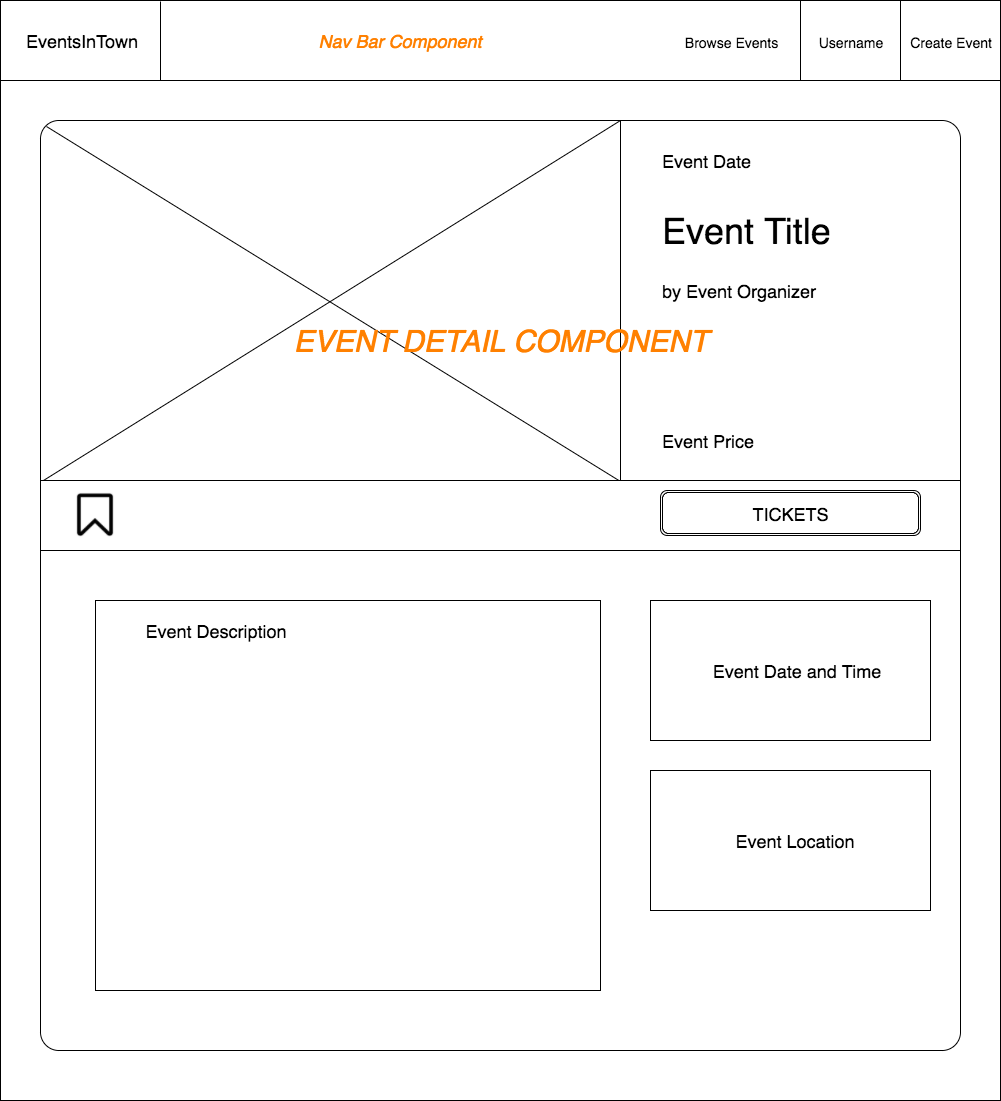 EventsInTown
Nav Bar Component
Browse Events
Username
Create Event
Event Date
Event Title
by Event Organizer
EVENT DETAIL COMPONENT
Event Price
TICKETS
Event Description
Event Date and Time
Event Location